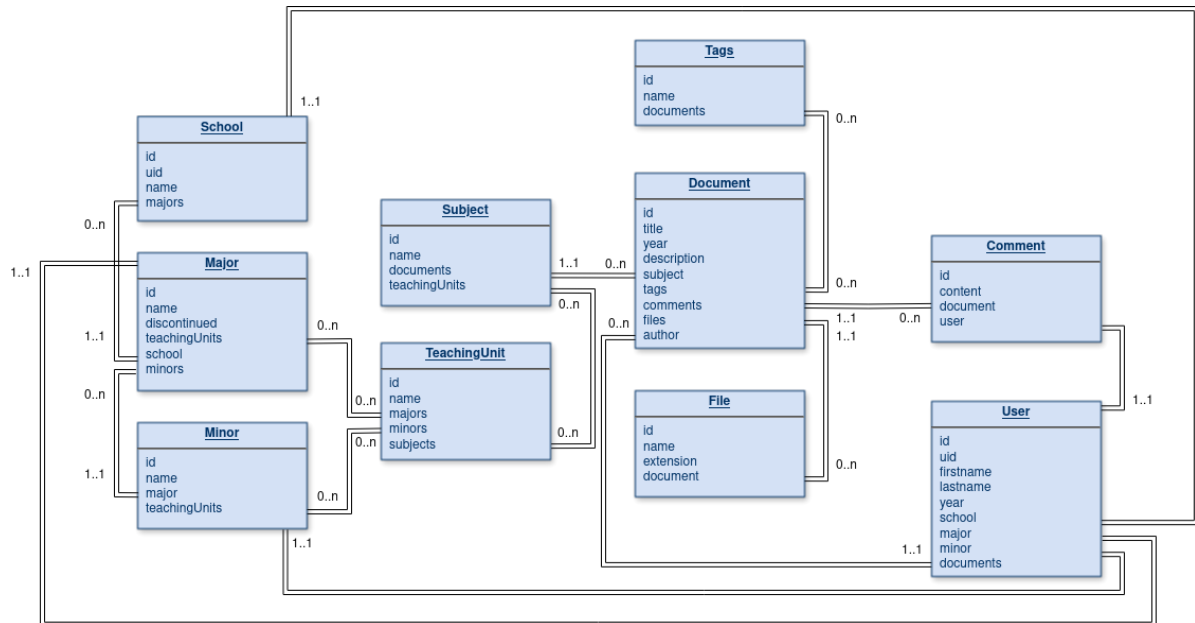 Tags
id
name
documents
0..n
1..1
School
id
uid
name
majors
0..n
Subject
id
name
documents
teachingUnits
1..1
0..n
0..n
Document
id
title
year
description
subject
tags
comments
files
author
0..n
1..1
1..1
0..n
Comment
id
content
document
user
1..1
1..1
Major
id
name
discontinued
teachingUnits
school
minors
1..1
0..n
0..n
0..n
0..n
TeachingUnit
id
name
majors
minors
subjects
0..n
0..n
File
id
name
extension
document
0..n
User
id
uid
firstname
lastname
year
school
major
minor
documents
1..1
Minor
id
name
major
teachingUnits
1..1
0..n
1..1